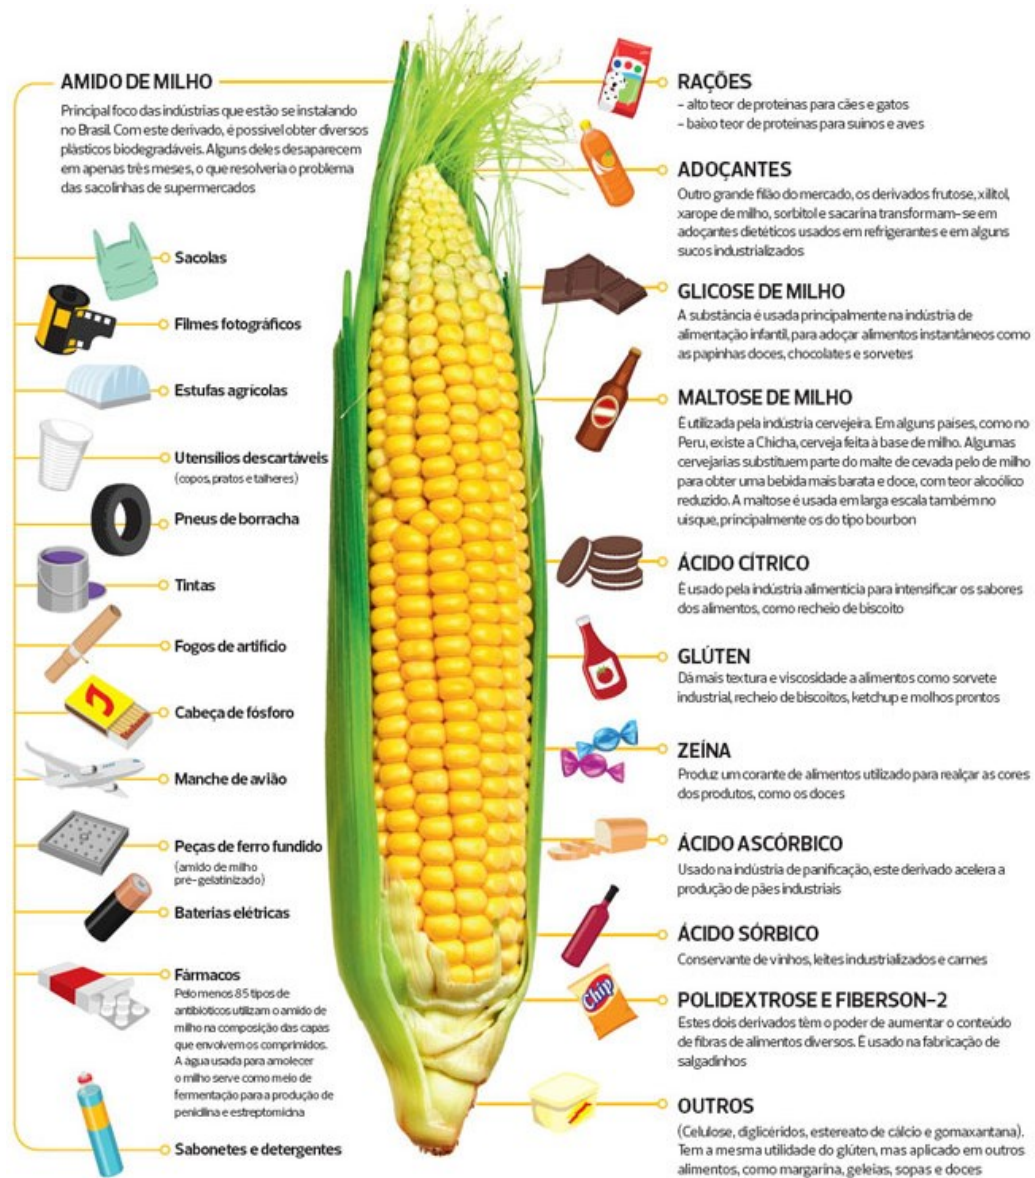 AMIDO DE MILHO
Principal foco das indústrias que estão se instalando
no Brasil. Com este derivado, é possível obter diversos
plásticos biodegradáveis. Alguns deles desaparecem
em apenas três meses, o que resolveria o problema
das sacolinhas de supermercados
Sacolas
Filmes fotográficos
Estufas agrícolas
Utensílios descartáveis
(copos, pratos e talheres)
Pneus de borracha
Tintas
Fogos de artifício
Cabeça de fósforo
Manche de avião
Peças de ferro fundido
(amido de milho
pré-gelatinizado)
Baterias elétricas
Fármacos
Pelo menos 85 tipos de
antibióticos utilizam o amido de
milho na composição das capas
que envolvem os comprimidos.
A água usada para amolecer
o milho serve como meio de
fermentação para a produção de
penicilina e estreptomicina
Sabonetes e detergentes
RAÇÕES
- alto teor de proteínas para cães e gatos
- baixo teor de proteínas para suínos e aves
ADOÇANTES
Outro grande filão do mercado, os derivados frutose, xilitol,
xarope de milho, sorbitol e sacarina transformam-se em
adoçantes dietéticos usados em refrigerantes e em alguns
sucos industrializados
GLICOSE DE MILHO
A substância é usada principalmente na indústria de
alimentação infantil, para adoçar alimentos instantâneos como
as papinhas doces, chocolates e sorvetes
MALTOSE DE MILHO
É utilizada pela indústria cervejeira. Em alguns países, como no
Peru, existe a Chicha, cerveja feita à base de milho. Algumas
cervejarias substituem parte do malte de cevada pelo de milho
para obter uma bebida mais barata e doce, com teor alcoólico
reduzido. A maltose é usada em larga escala também no
uísque, principalmente os do tipo bourbon
ÁCIDO CÍTRICO
É usado pela indústria alimentícia para intensificar os sabores
dos alimentos, como recheio de biscoito
GLÚTEN
Dá mais textura e viscosidade a alimentos como sorvete
industrial, recheio de biscoitos, ketchup e molhos prontos
ZEÍNA
Produz um corante de alimentos utilizado para realçar as cores
dos produtos, como os doces
ÁCIDO ASCÓRBICO
Usado na indústria de panificação, este derivado acelera a
produção de pães industriais
ÁCIDO SÓRBICO
Conservante de vinhos, leites industrializados e carnes
Chip
POLIDEXTROSE E FIBERSON-2
Estes dois derivados têm o poder de aumentar o conteúdo
de fibras de alimentos diversos. É usado na fabricação de
salgadinhos
OUTROS
(Celulose, diglicérides, estereato de cálcio e gomaxantana).
Tem a mesma utilidade do glúten, mas aplicado em outros
alimentos, como margarina, geleias, sopas e doces